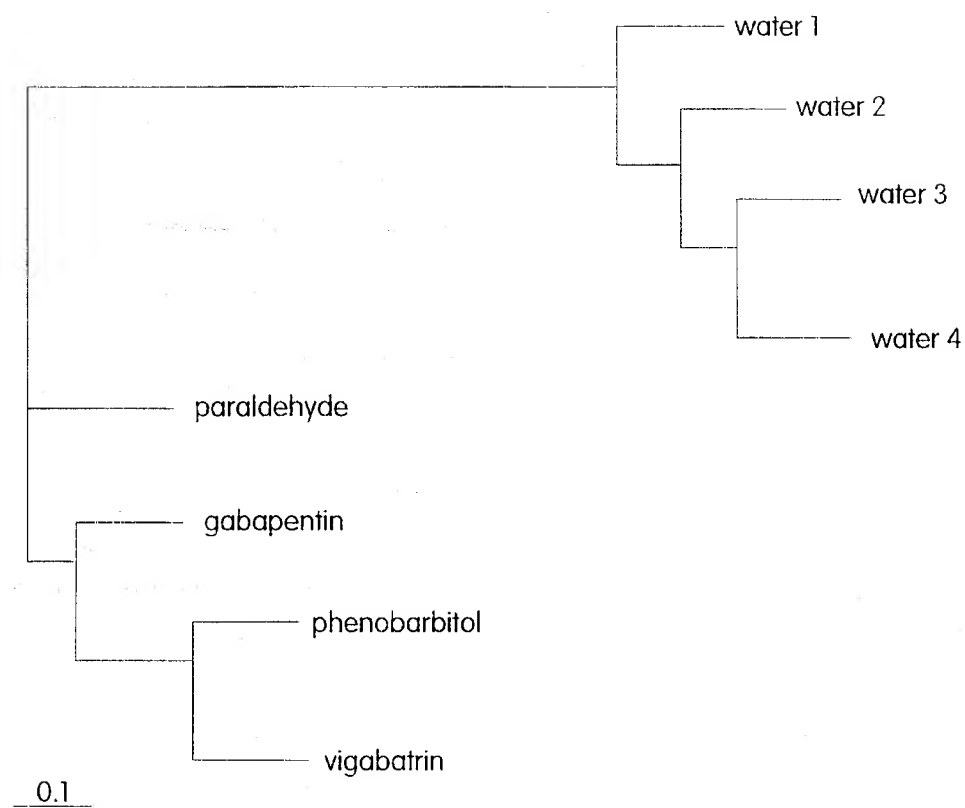 water 1
water 2
water 3
water 4
paraldehyde
gabapentin
phenobarbitol
vigabatrin
0.1